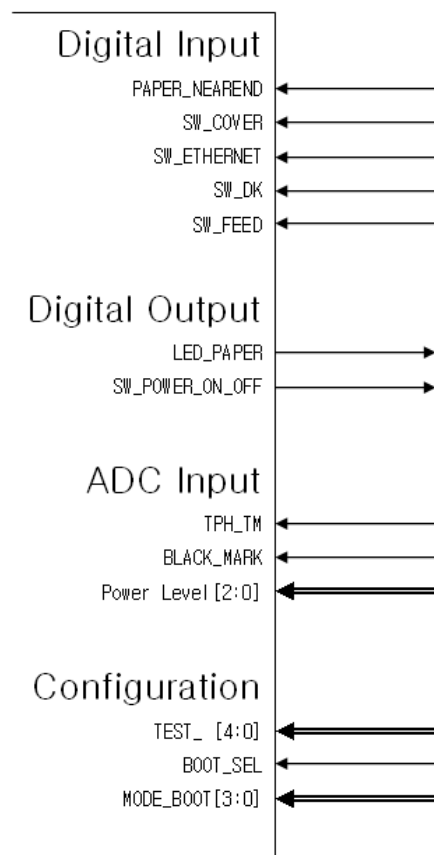 Digital Input
PAPER_NEAREND
SW_COVER
SW_ETHERNET
SW_DK
SW_FEED
Digital Output
LED_PAPER
SW_POWER_ON_OFF
ADC Input
TPH_TM
BLACK_MARK
Power Level[2:0]
Configuration
TEST_ [4:0]
BOOT_SEL
MODE_BOOT[3:0]